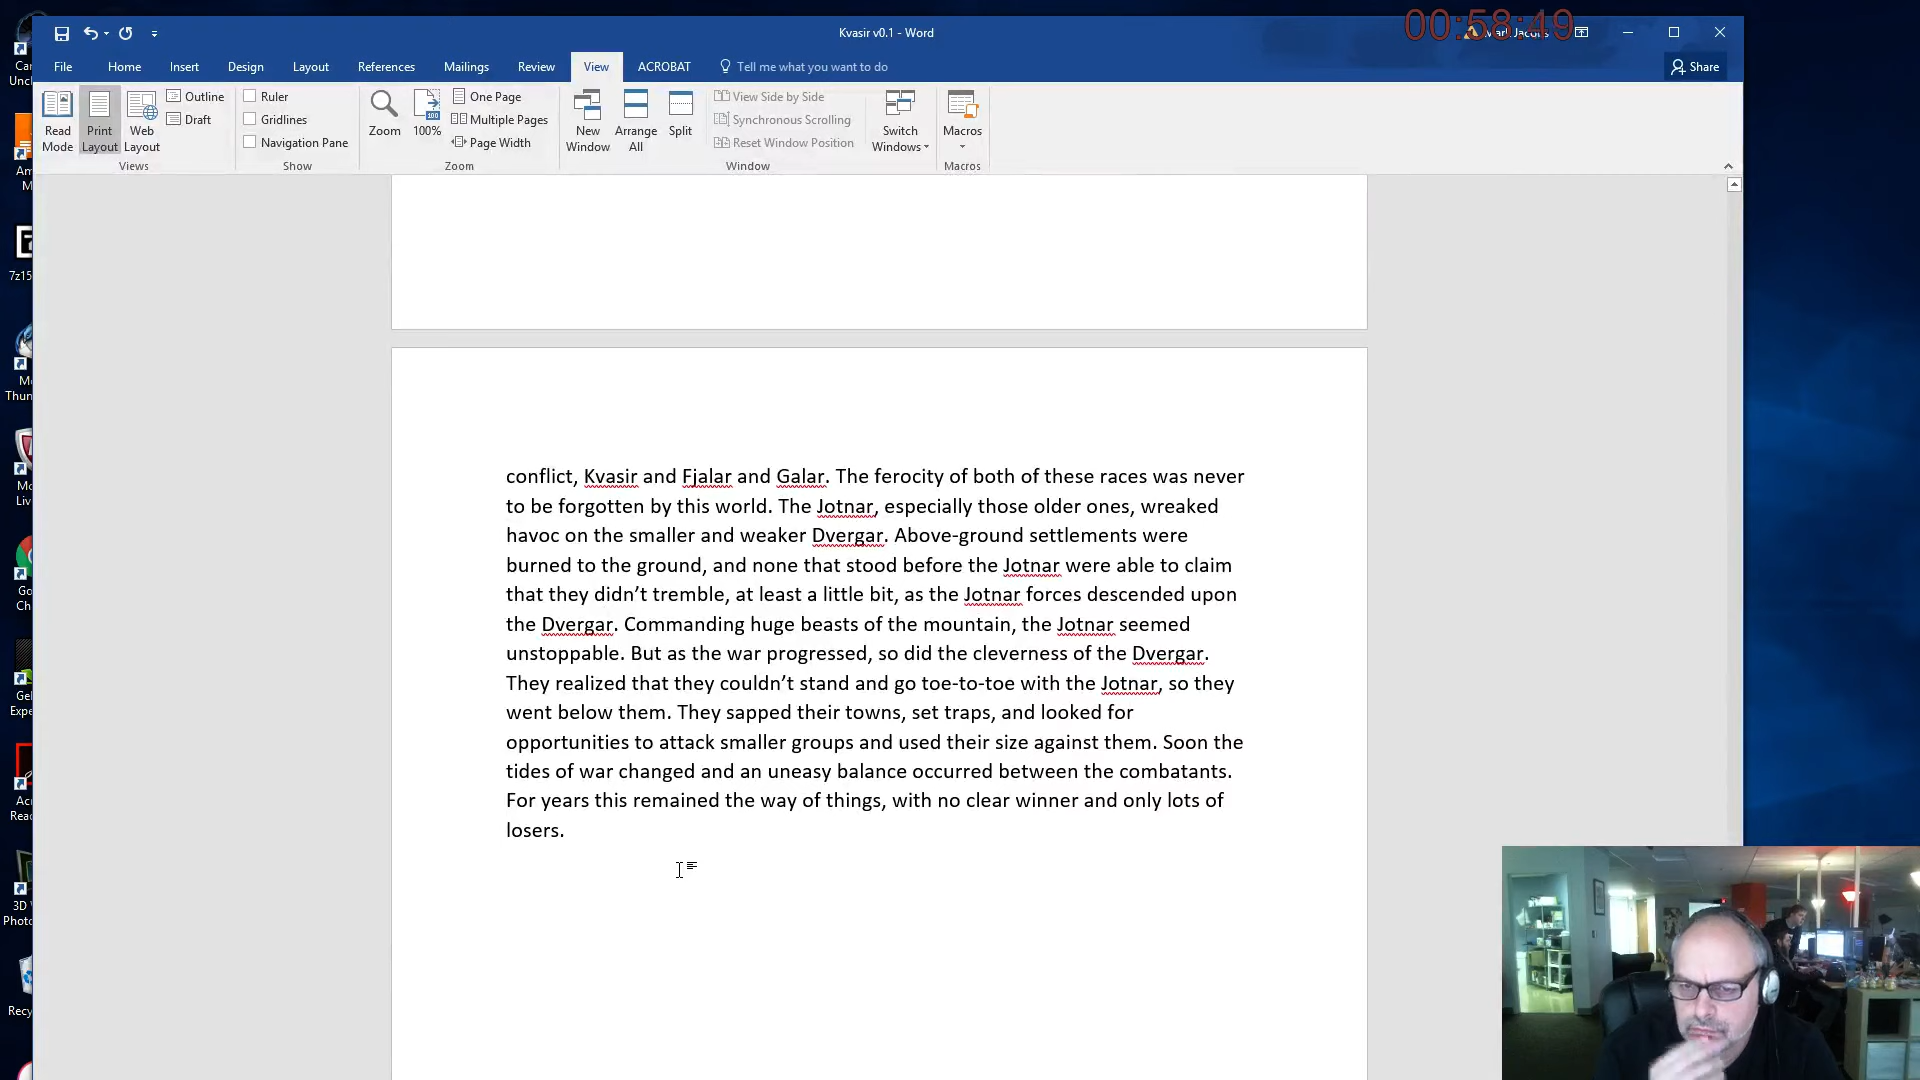 00:58:49
Kvasir v0.1 - Word
File Home Insert Design Layout References Mailings Review View ACROBAT Tell me what you want to do
Share
Read Mode
Print Layout
Web Layout
Outline
Draft
Views
Ruler
Gridlines
Navigation Pane
Show
Zoom
100%
One Page
Multiple Pages
Page Width
Zoom
New Window
Arrange All
Split
View Side by Side
Synchronous Scrolling
Reset Window Position
Window
Switch Windows
Macros
Macros
conflict, Kvasir and Fjalar and Galar. The ferocity of both of these races was never
to be forgotten by this world. The Jotnar, especially those older ones, wreaked
havoc on the smaller and weaker Dvergar. Above-ground settlements were
burned to the ground, and none that stood before the Jotnar were able to claim
that they didn’t tremble, at least a little bit, as the Jotnar forces descended upon
the Dvergar. Commanding huge beasts of the mountain, the Jotnar seemed
unstoppable. But as the war progressed, so did the cleverness of the Dvergar.
They realized that they couldn’t stand and go toe-to-toe with the Jotnar, so they
went below them. They sapped their towns, set traps, and looked for
opportunities to attack smaller groups and used their size against them. Soon the
tides of war changed and an uneasy balance occurred between the combatants.
For years this remained the way of things, with no clear winner and only lots of
losers.